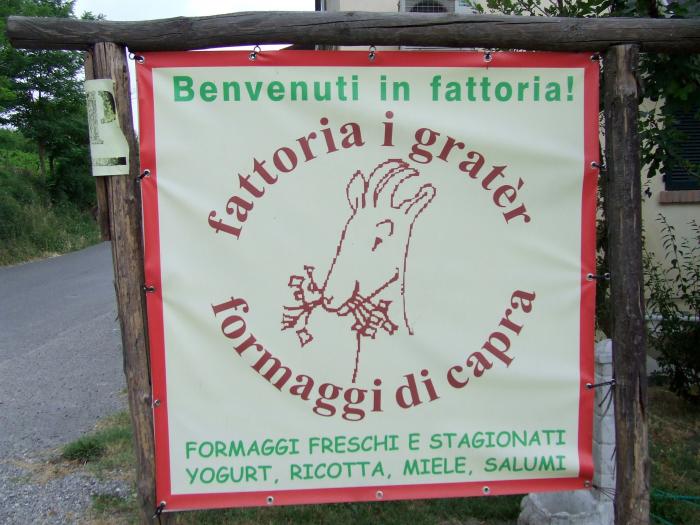 Benvenuti in fattoria!
fattoria i gratèr
formaggi di capra
FORMAGGI FRESCHI E STAGIONATI
YOGURT, RICOTTA, MIELE, SALUMI
P